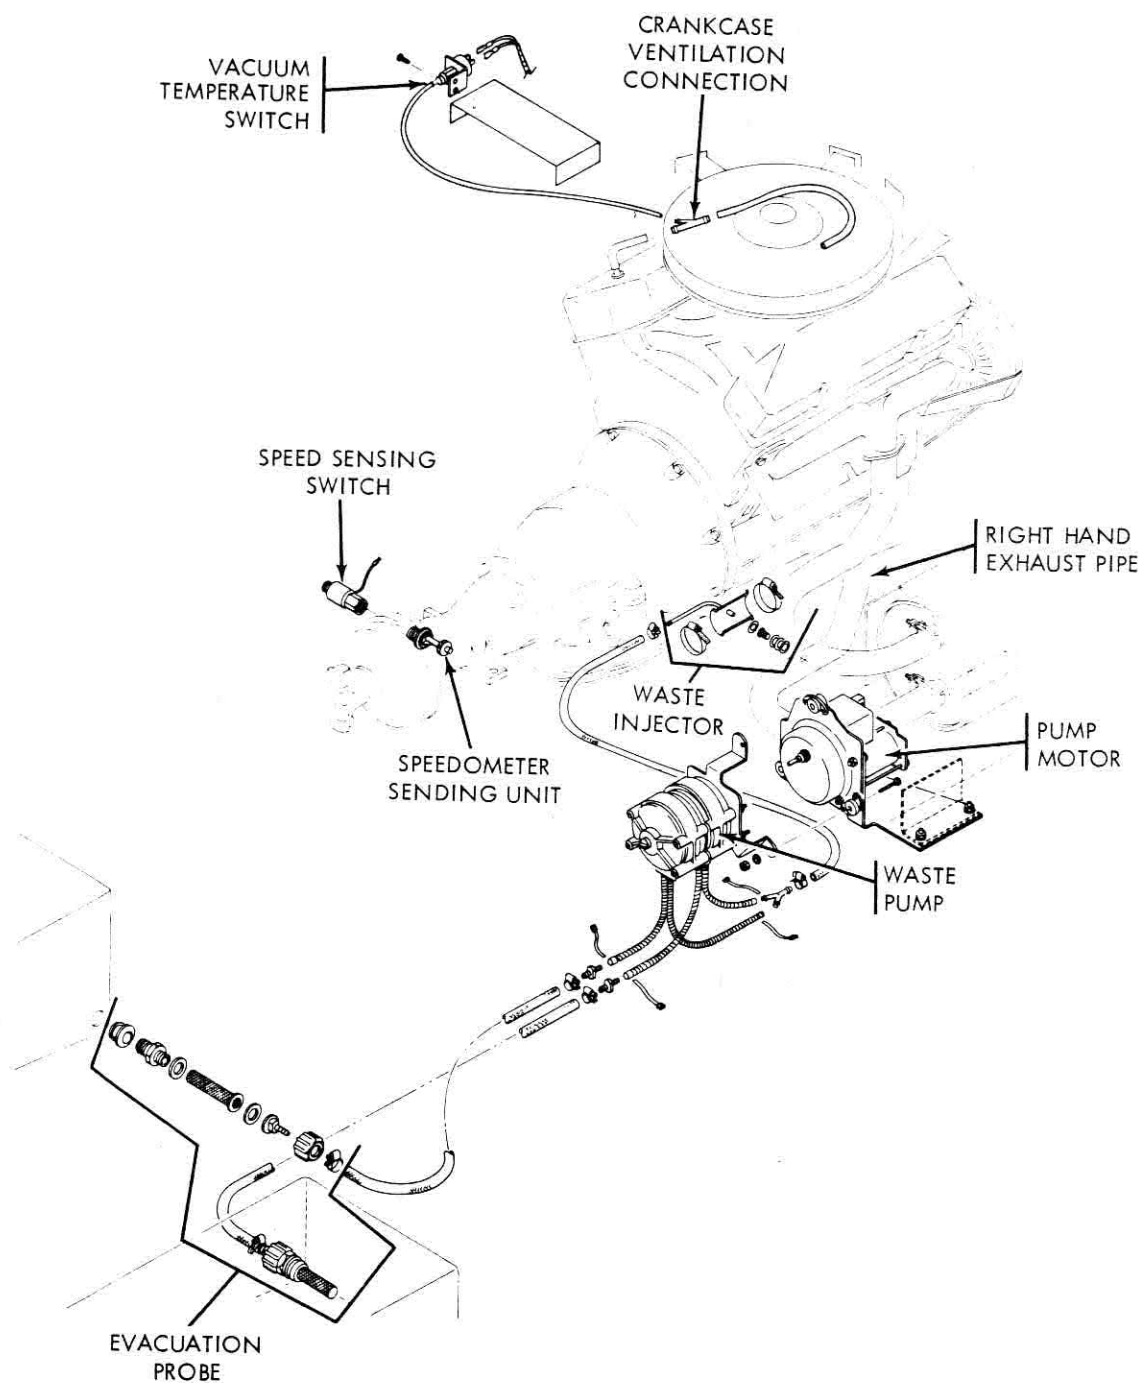 CRANKCASE
VENTILATION
CONNECTION
VACUUM
TEMPERATURE
SWITCH
SPEED SENSING
SWITCH
RIGHT HAND
EXHAUST PIPE
WASTE
INJECTOR
PUMP
MOTOR
SPEEDOMETER
SENDING UNIT
WASTE
PUMP
EVACUATION
PROBE